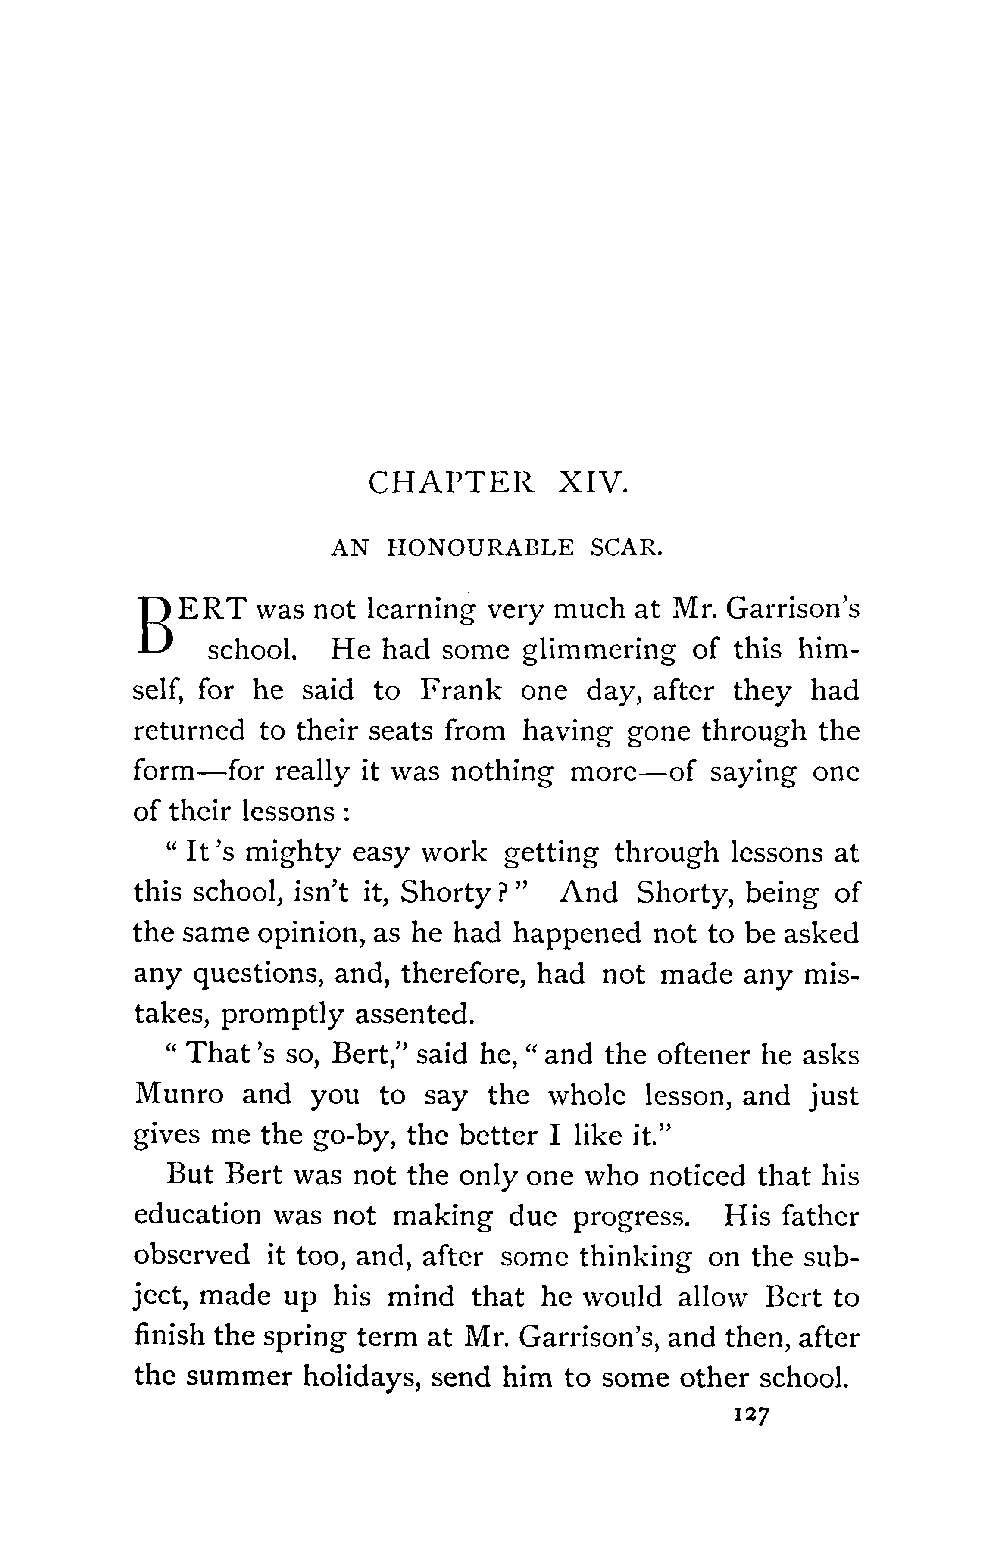 CHAPTER XIV.
AN HONOURABLE SCAR.
BERT was not learning very much at Mr. Garrison's
school. He had some glimmering of this him-
self, for he said to Frank one day, after they had
returned to their seats from having gone through the
form—for really it was nothing more—of saying one
of their lessons :
“ It 's mighty easy work getting through lessons at
this school, isn't it, Shorty ? ” And Shorty, being of
the same opinion, as he had happened not to be asked
any questions, and, therefore, had not made any mis-
takes, promptly assented.
“ That 's so, Bert,” said he, “ and the oftener he asks
Munro and you to say the whole lesson, and just
gives me the go-by, the better I like it.”
But Bert was not the only one who noticed that his
education was not making due progress. His father
observed it too, and, after some thinking on the sub-
ject, made up his mind that he would allow Bert to
finish the spring term at Mr. Garrison's, and then, after
the summer holidays, send him to some other school.
127